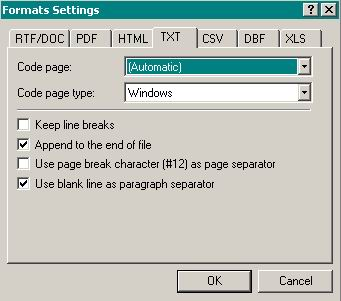 Formats Settings
RTF/DOC PDF HTML TXT CSV DBF XLS
Code page: (Automatic)
Code page type: Windows
Keep line breaks
Append to the end of file
Use page break character (#12) as page separator
Use blank line as paragraph separator
OK Cancel